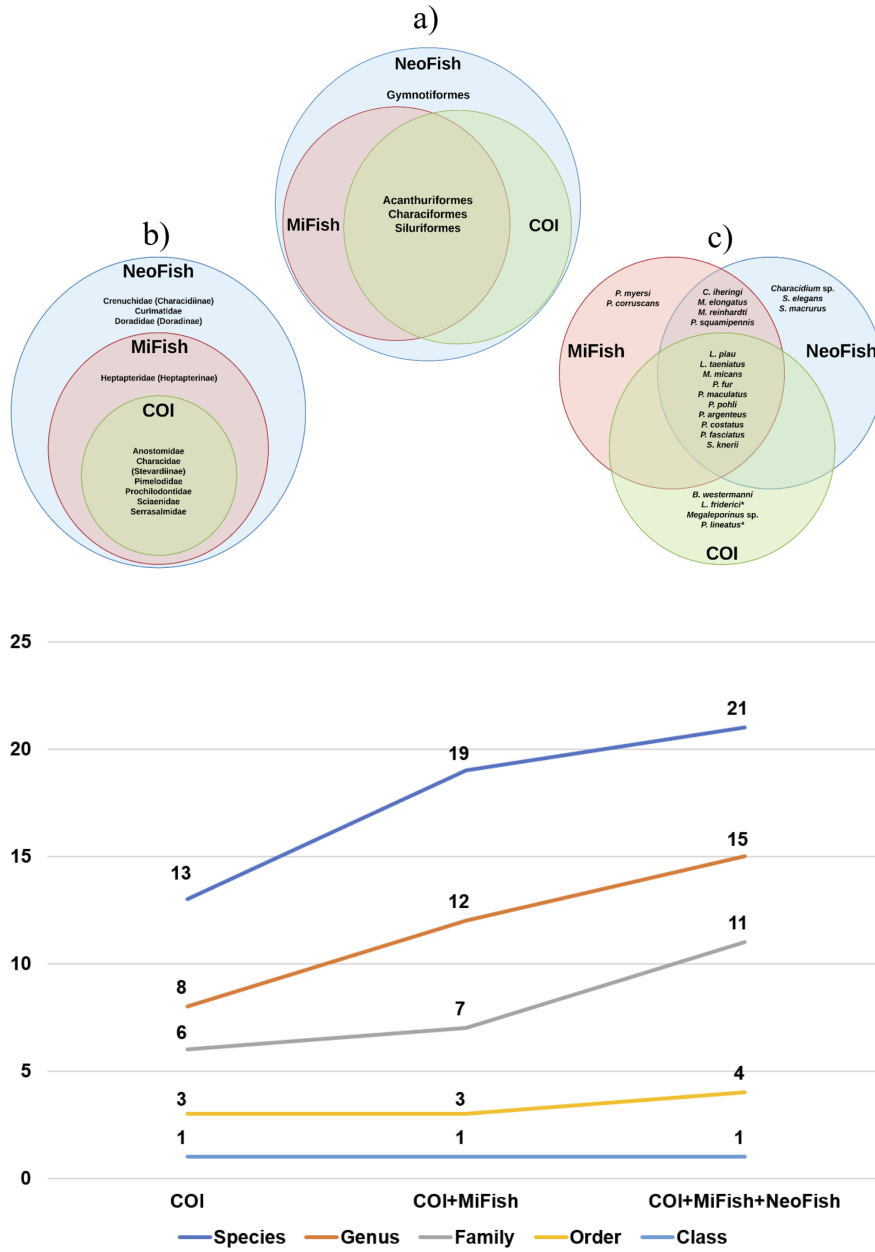 a)
NeoFish
Gymnotiformes
MiFish
Acanthuriformes
Characiformes
Siluriformes
COI
b)
NeoFish
Crenuchidae (Characidiinae)
Curimatidae
Doradidae (Doradinae)
MiFish
Heptapteridae (Heptapterinae)
COI
Anostomidae
Characidae
(Stevardiinae)
Pimelodidae
Prochilodontidae
Sciaenidae
Serrasalmidae
c)
P. myersi
P. corruscans
C. iheringi
M. elongatus
M. reinhardti
P. squamipennis
Characidium sp.
S. elegans
S. macrurus
MiFish
NeoFish
L. piau
L. taeniatus
M. micans
P. fur
P. maculatus
P. pohli
P. argenteus
P. costatus
P. fasciatus
S. knerii
B. westermanni
L. friderici*
Megaleporinus sp.
P. lineatus*
COI
25
20
15
10
5
0
13
19
21
8
12
15
6
7
11
3
3
4
1
1
1
COI
COI+MiFish
COI+MiFish+NeoFish
Species
Genus
Family
Order
Class